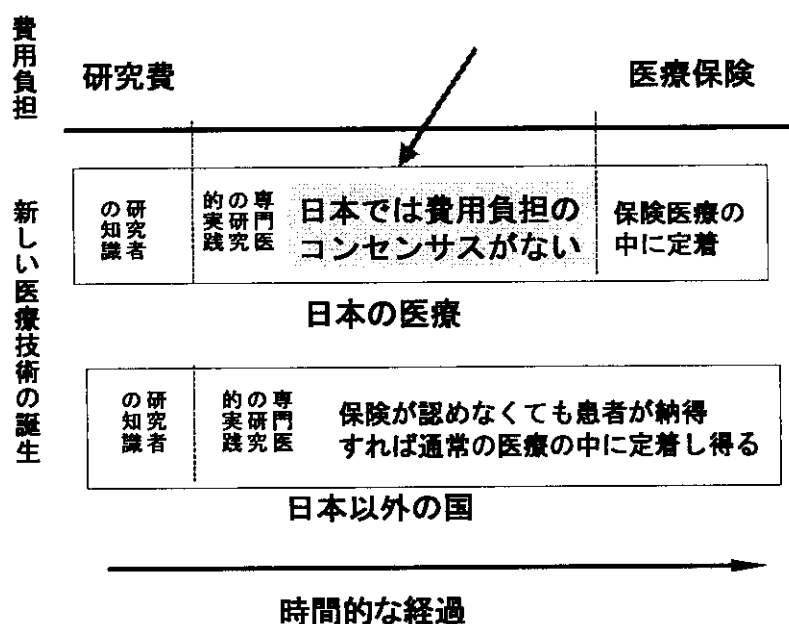 費用負担
研究費
医療保険
新しい医療技術の誕生
研究者
の知識
専門医
の研究
的実践
日本では費用負担の
コンセンサスがない
保険医療の
中に定着
日本の医療
研究者
の知識
専門医
の研究
的実践
保険が認めなくても患者が納得
すれば通常の医療の中に定着し得る
日本以外の国
時間的な経過